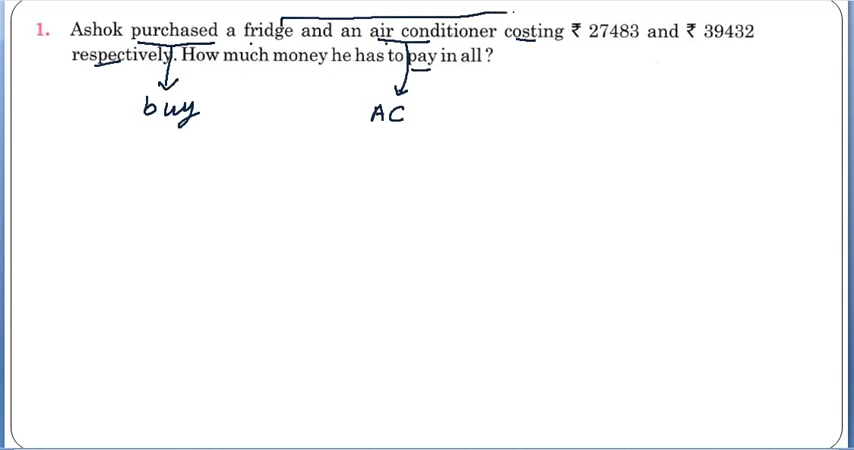 1. Ashok purchased a fridge and an air conditioner costing ₹ 27483 and ₹ 39432
respectively. How much money he has to pay in all?
buy
AC